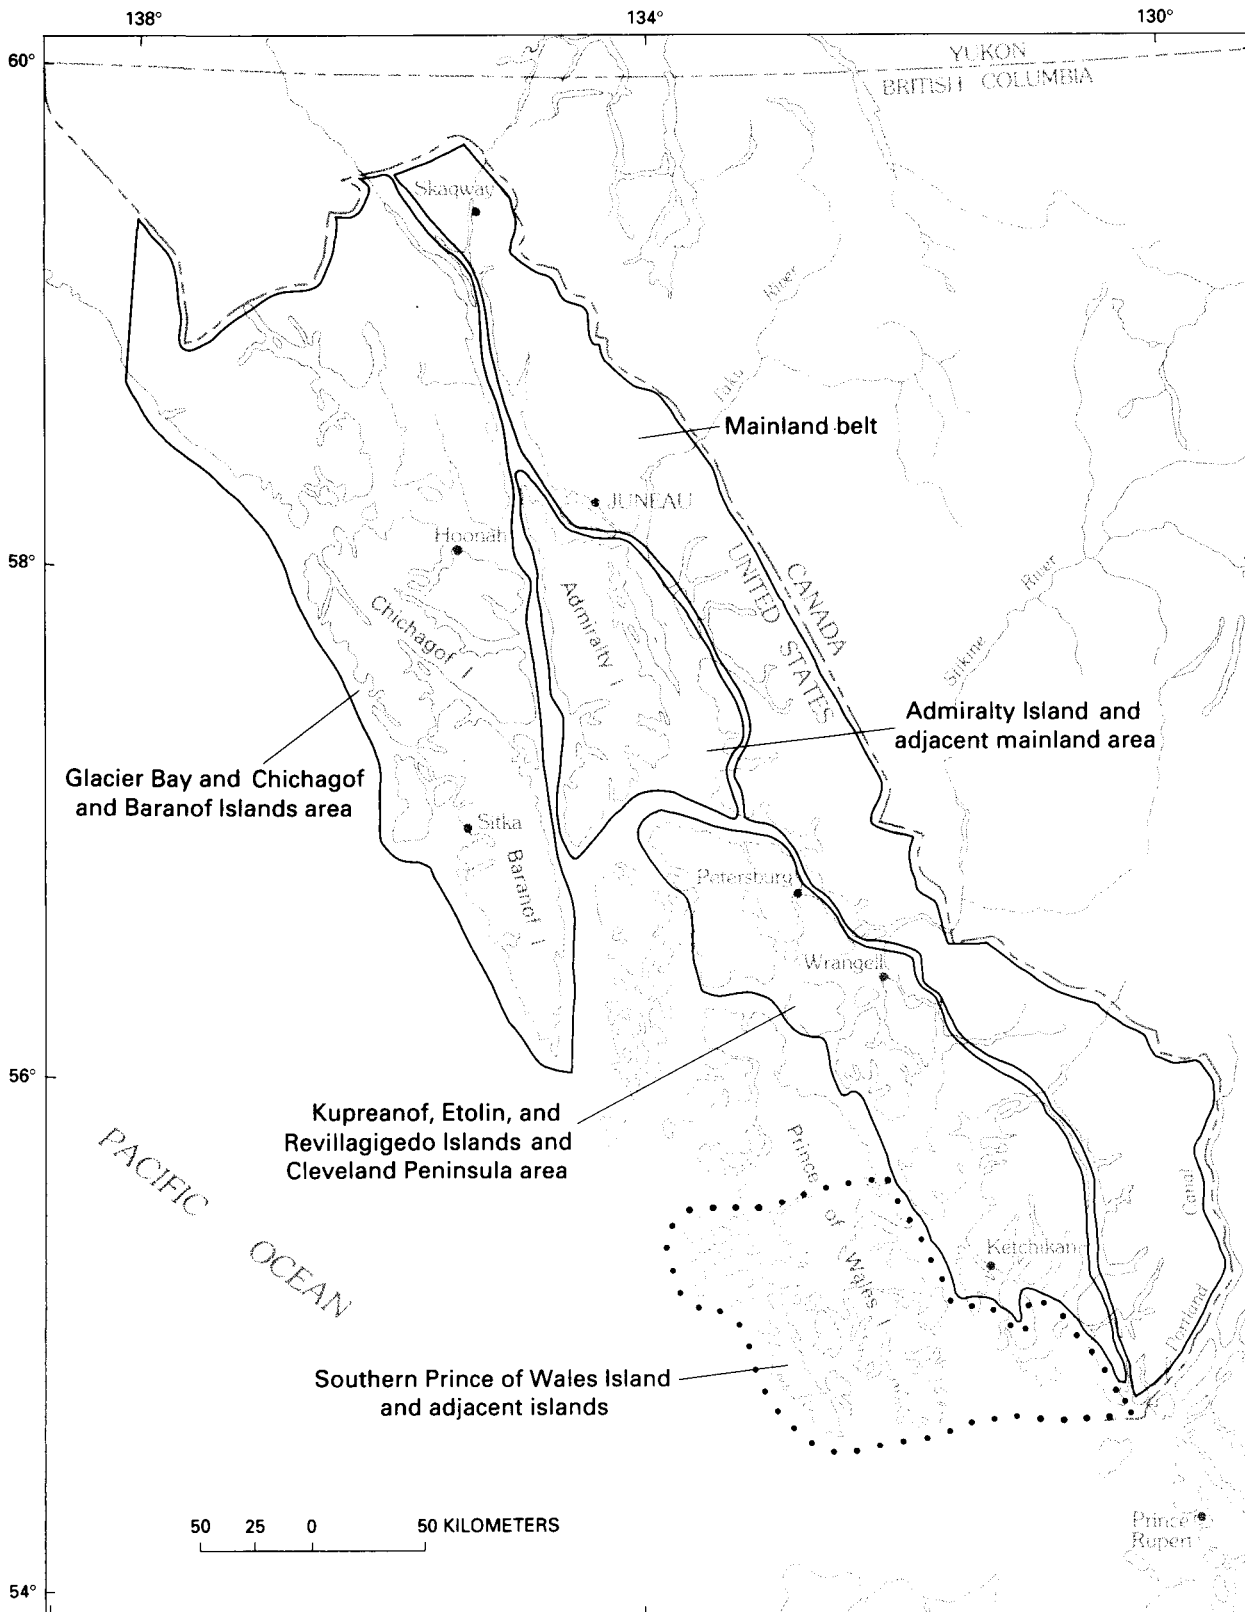 138°
134°
130°
60°
YUKON
BRITISH COLUMBIA
Skagway
River
Taku
Mainland belt
JUNEAU
Hoonah
58°
CANADA
UNITED STATES
River
Stikine
Admiralty I
Chichagof I
Admiralty Island and
adjacent mainland area
Glacier Bay and Chichagof
and Baranof Islands area
Sitka
Baranof I
Petersburg
Wrangell
56°
Kupreanof, Etolin, and
Revillagigedo Islands and
Cleveland Peninsula area
PACIFIC OCEAN
Prince of Wales I
Canal
Portland
Ketchikan
Southern Prince of Wales Island
and adjacent islands
50 25 0 50 KILOMETERS
Prince
Rupert
54°